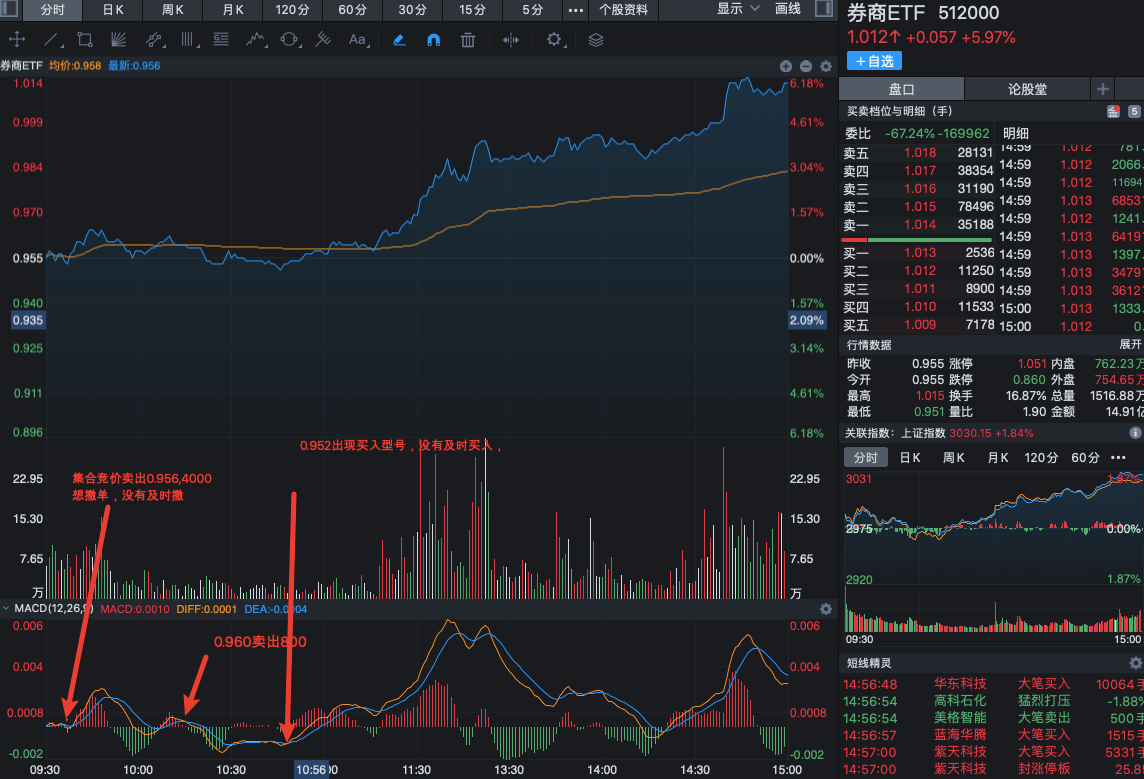 分时 日K 周K 月K 120分 60分 30分 15分 5分 ••• 个股资料 显示 画线
Aa
券商ETF 均价:0.958 最新:0.956
1.014 6.18%
0.999 4.61%
0.984 3.04%
0.970 1.57%
0.955 0.00%
0.940 1.57%
0.935 2.09%
0.925 3.14%
0.911 4.61%
0.896 6.18%
0.952出现买入型号，没有及时买入，
集合竞价卖出0.956,4000
想撤单，没有及时撤
22.95 22.95
15.30 15.30
7.65 7.65
万 万
MACD(12,26,9) MACD:0.0010 DIFF:0.0001 DEA:-0.0004
0.960卖出800
0.006 0.006
0.004 0.004
0.0008 0.0008
-0.002 -0.002
09:30 10:00 10:30 10:56 11:30 13:30 14:00 14:30 15:00
券商ETF 512000
1.012↑ +0.057 +5.97%
+自选
盘口 论股堂 +
买卖档位与明细（手） 5
委比 -67.24% -169962 明细
卖五 1.018 28131
卖四 1.017 38354
卖三 1.016 31190
卖二 1.015 78496
卖一 1.014 35188
买一 1.013 2536
买二 1.012 11250
买三 1.011 8900
买四 1.010 11533
买五 1.009 7178
14:59 1.012 781.
14:59 1.012 2066.
14:59 1.012 11694
14:59 1.013 6853
14:59 1.012 1241.
14:59 1.013 6419
14:59 1.013 1397.
14:59 1.013 3479
14:59 1.013 3612
15:00 1.013 1333.
15:00 1.012 0.
行情数据 展开
昨收 0.955 涨停 1.051 内盘 762.23万
今开 0.955 跌停 0.860 外盘 754.65万
最高 1.015 换手 16.87% 总量 1516.88万
最低 0.951 量比 1.90 金额 14.91亿
关联指数: 上证指数 3030.15 +1.84%
分时 日K 周K 月K 120分 60分 •••
3031 1.87%
2975 0.00%
2920 1.87%
09:30 15:00
短线精灵
14:56:48 华东科技 大笔买入 10064手
14:56:54 高科石化 猛烈打压 -1.88%
14:56:54 美格智能 大笔卖出 500手
14:56:57 蓝海华腾 大笔买入 1515手
14:57:00 紫天科技 大笔买入 5331手
14:57:00 紫天科技 封涨停板 25.8